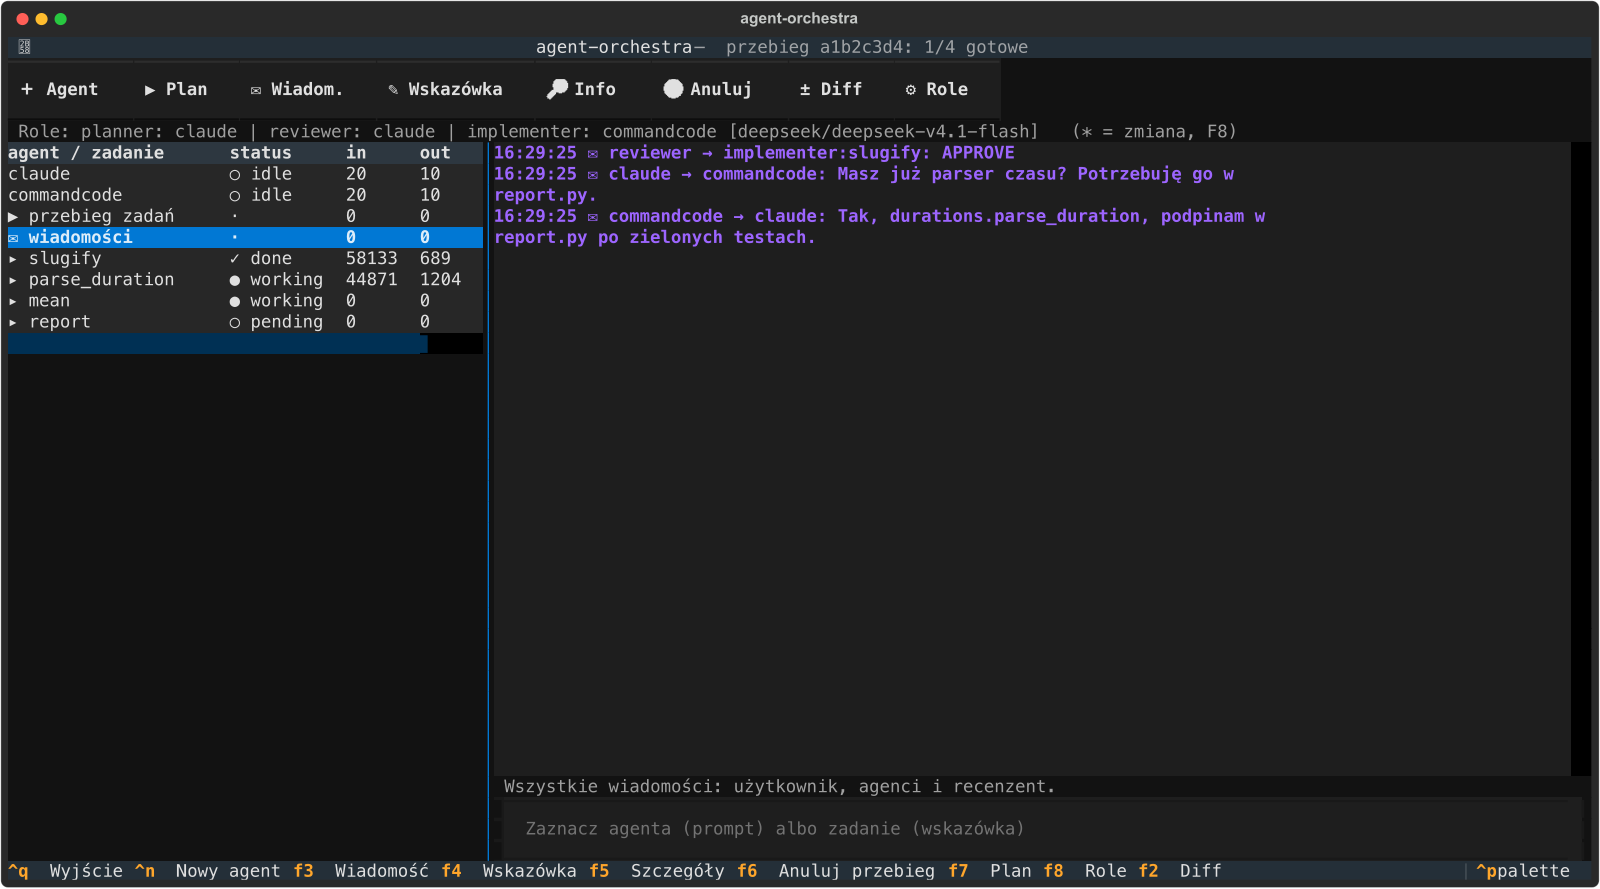 agent-orchestra
agent-orchestra— przebieg a1b2c3d4: 1/4 gotowe
+ Agent ▶ Plan ✉ Wiadom. ✎ Wskazówka 🔎 Info ⬤ Anuluj ± Diff ⚙ Role
Role: planner: claude | reviewer: claude | implementer: commandcode [deepseek/deepseek-v4.1-flash] (* = zmiana, F8)
agent / zadanie status in out
claude ○ idle 20 10
commandcode ○ idle 20 10
▶ przebieg zadań · 0 0
✉ wiadomości · 0 0
▸ slugify ✓ done 58133 689
▸ parse_duration ● working 44871 1204
▸ mean ● working 0 0
▸ report ○ pending 0 0
16:29:25 ✉ reviewer → implementer:slugify: APPROVE
16:29:25 ✉ claude → commandcode: Masz już parser czasu? Potrzebuję go w
report.py.
16:29:25 ✉ commandcode → claude: Tak, durations.parse_duration, podpinam w
report.py po zielonych testach.
Wszystkie wiadomości: użytkownik, agenci i recenzent.
Zaznacz agenta (prompt) albo zadanie (wskazówka)
^q Wyjście ^n Nowy agent f3 Wiadomość f4 Wskazówka f5 Szczegóły f6 Anuluj przebieg f7 Plan f8 Role f2 Diff ^ppalette